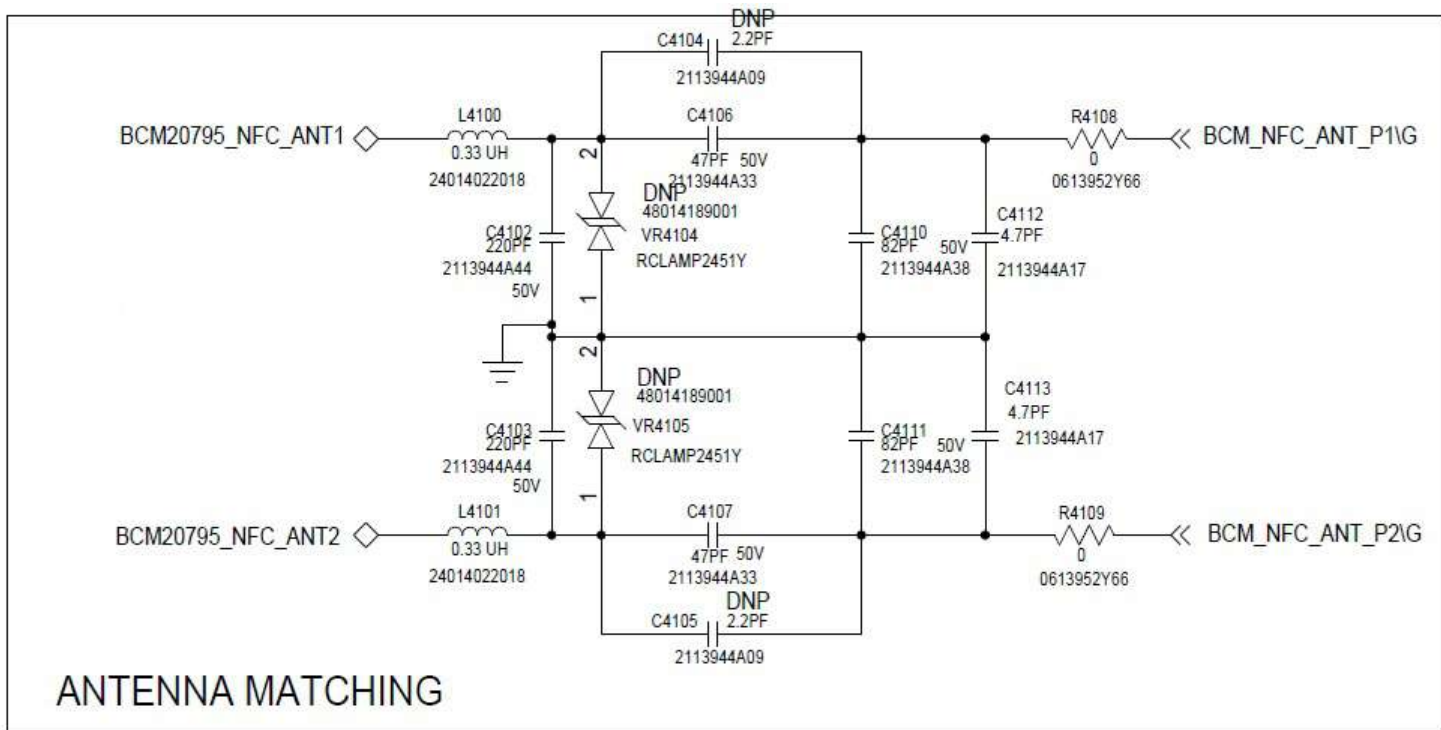 DNP
C4104 2.2PF
2113944A09
L4100 C4106 R4108
BCM20795_NFC_ANT1 BCM_NFC_ANT_P1\G
0.33 UH 2 47PF 50V 0
24014022018 2113944A33 0613952Y66
DNP
48014189001
C4102 VR4104 C4110 C4112
220PF 82PF 50V 4.7PF
2113944A44 RCLAMP2451Y 2113944A38 2113944A17
50V 1
2
DNP
48014189001 C4113
C4103 VR4105 C4111 4.7PF
220PF 82PF 50V 2113944A17
2113944A44 RCLAMP2451Y 2113944A38
50V 1
L4101 C4107 R4109
BCM20795_NFC_ANT2 BCM_NFC_ANT_P2\G
0.33 UH 47PF 50V 0
24014022018 2113944A33 0613952Y66
DNP
C4105 2.2PF
2113944A09
ANTENNA MATCHING